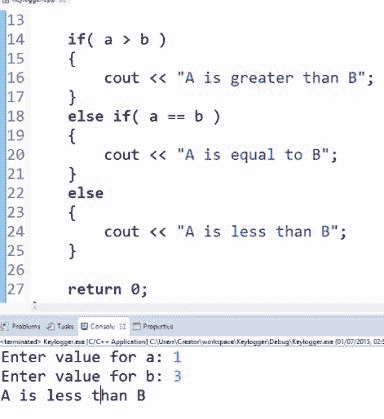 13
14 if( a > b )
15 {
16 cout << "A is greater than B";
17 }
18 else if( a == b )
19 {
20 cout << "A is equal to B";
21 }
22 else
23 {
24 cout << "A is less than B";
25 }
26
27 return 0;
Problems Tasks Console Properties
<terminated> Keylogger.exe [C/C++ Application] C:\Users\Creator\workspace\Keylogger\Debug\Keylogger.exe (01/07/2015, 02:5
Enter value for a: 1
Enter value for b: 3
A is less than B